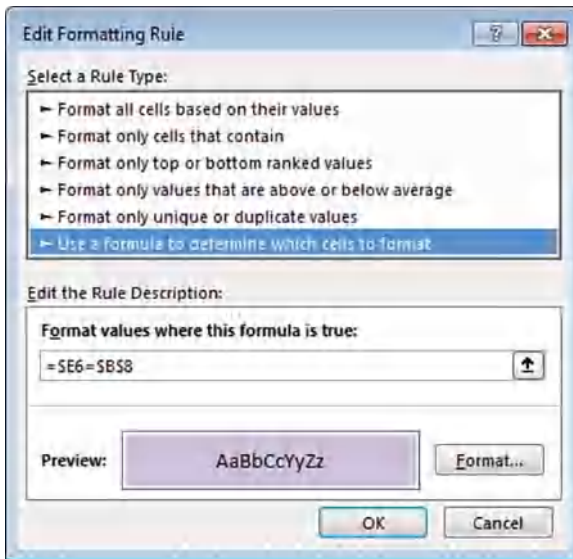 Edit Formatting Rule
?
Select a Rule Type:
► Format all cells based on their values
► Format only cells that contain
► Format only top or bottom ranked values
► Format only values that are above or below average
► Format only unique or duplicate values
► Use a formula to determine which cells to format
Edit the Rule Description:
Format values where this formula is true:
=$E6=$B$8
Preview: AaBbCcYyZz Format...
OK Cancel